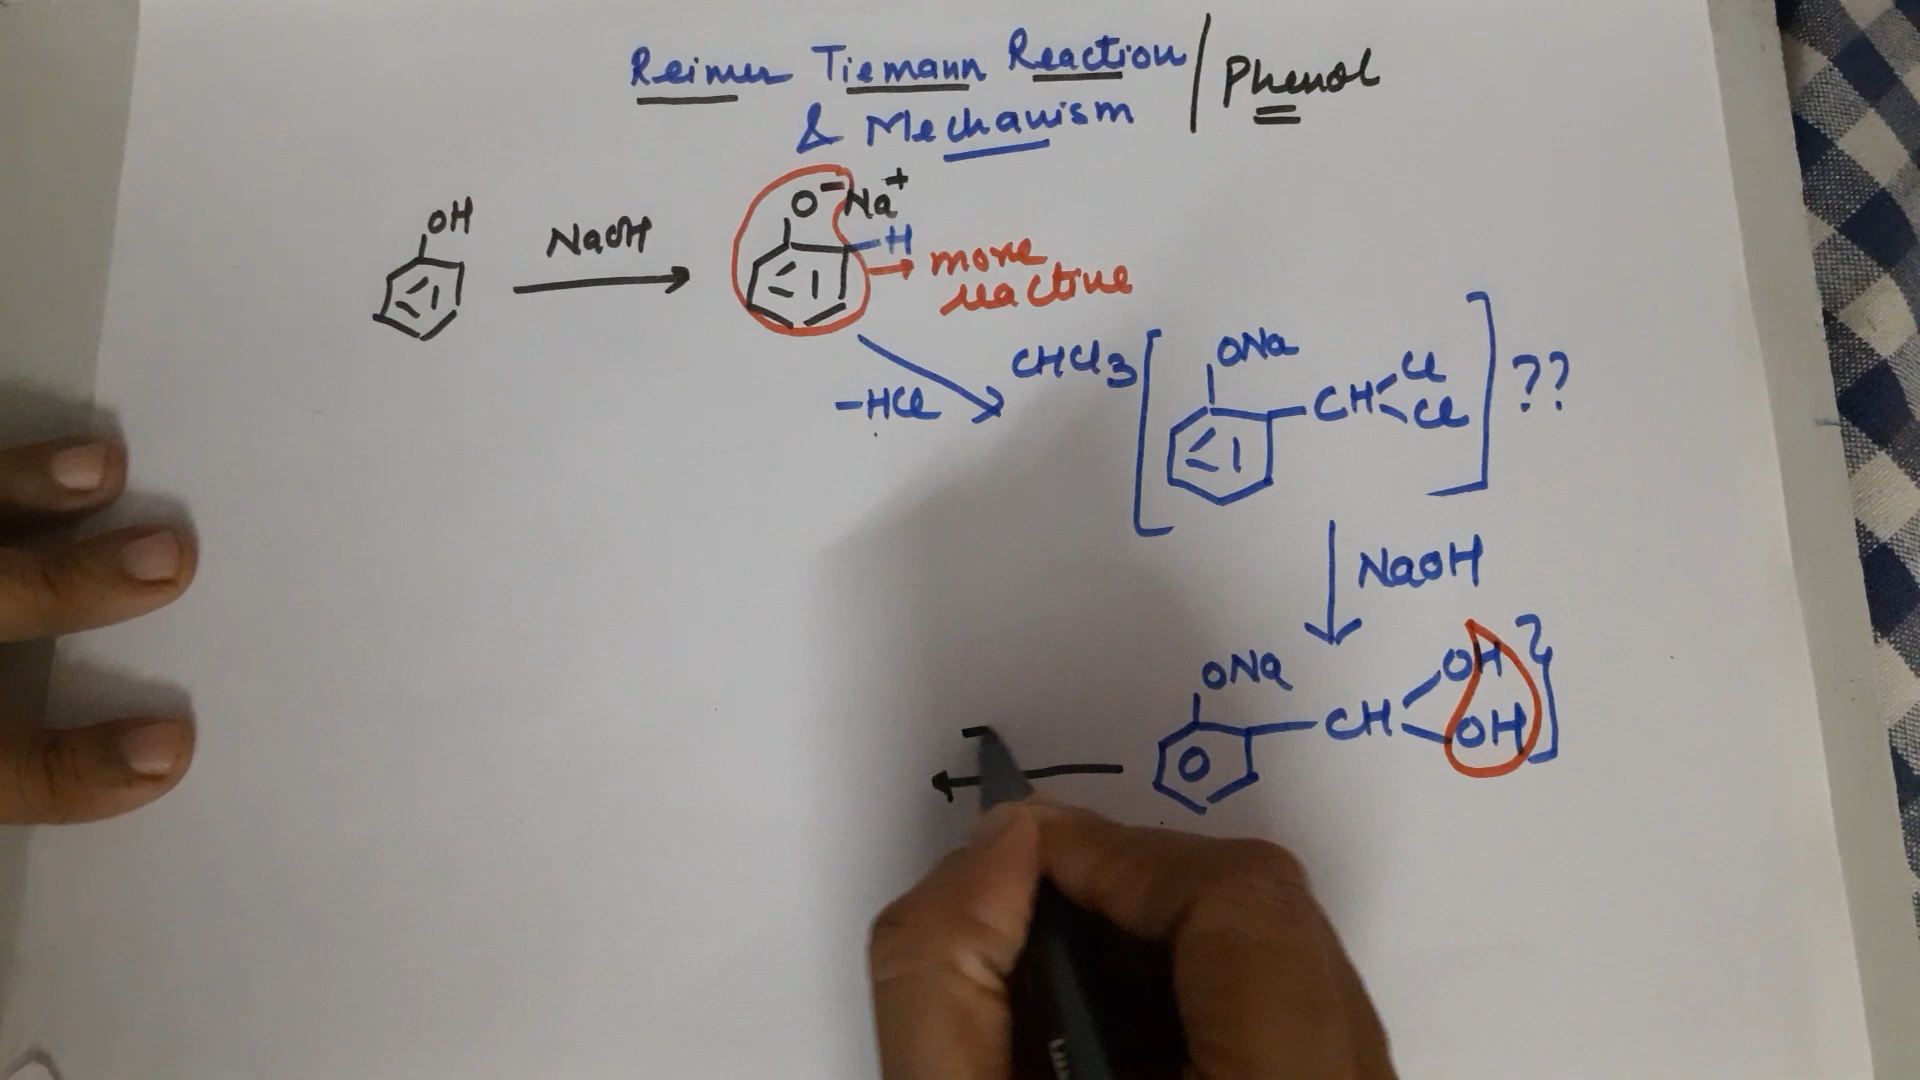 Reimer Tiemann Reaction / Phenol
& Mechanism
OH
NaOH
O⁻Na⁺
H
more
reactive
CHCl3
-HCl
ONa
CH
Cl
Cl
??
NaOH
ONa
CH
OH
OH